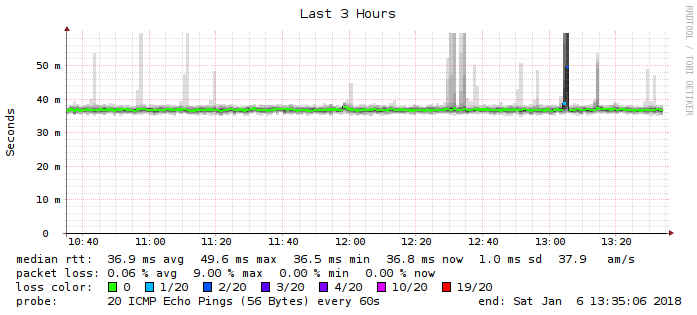 Last 3 Hours
RRDTOOL / TOBI OETIKER
Seconds
50 m
40 m
30 m
20 m
10 m
0
10:40 11:00 11:20 11:40 12:00 12:20 12:40 13:00 13:20
median rtt: 36.9 ms avg 49.6 ms max 36.5 ms min 36.8 ms now 1.0 ms sd 37.9 am/s
packet loss: 0.06 % avg 9.00 % max 0.00 % min 0.00 % now
loss color: 0 1/20 2/20 3/20 4/20 10/20 19/20
probe: 20 ICMP Echo Pings (56 Bytes) every 60s end: Sat Jan 6 13:35:06 2018